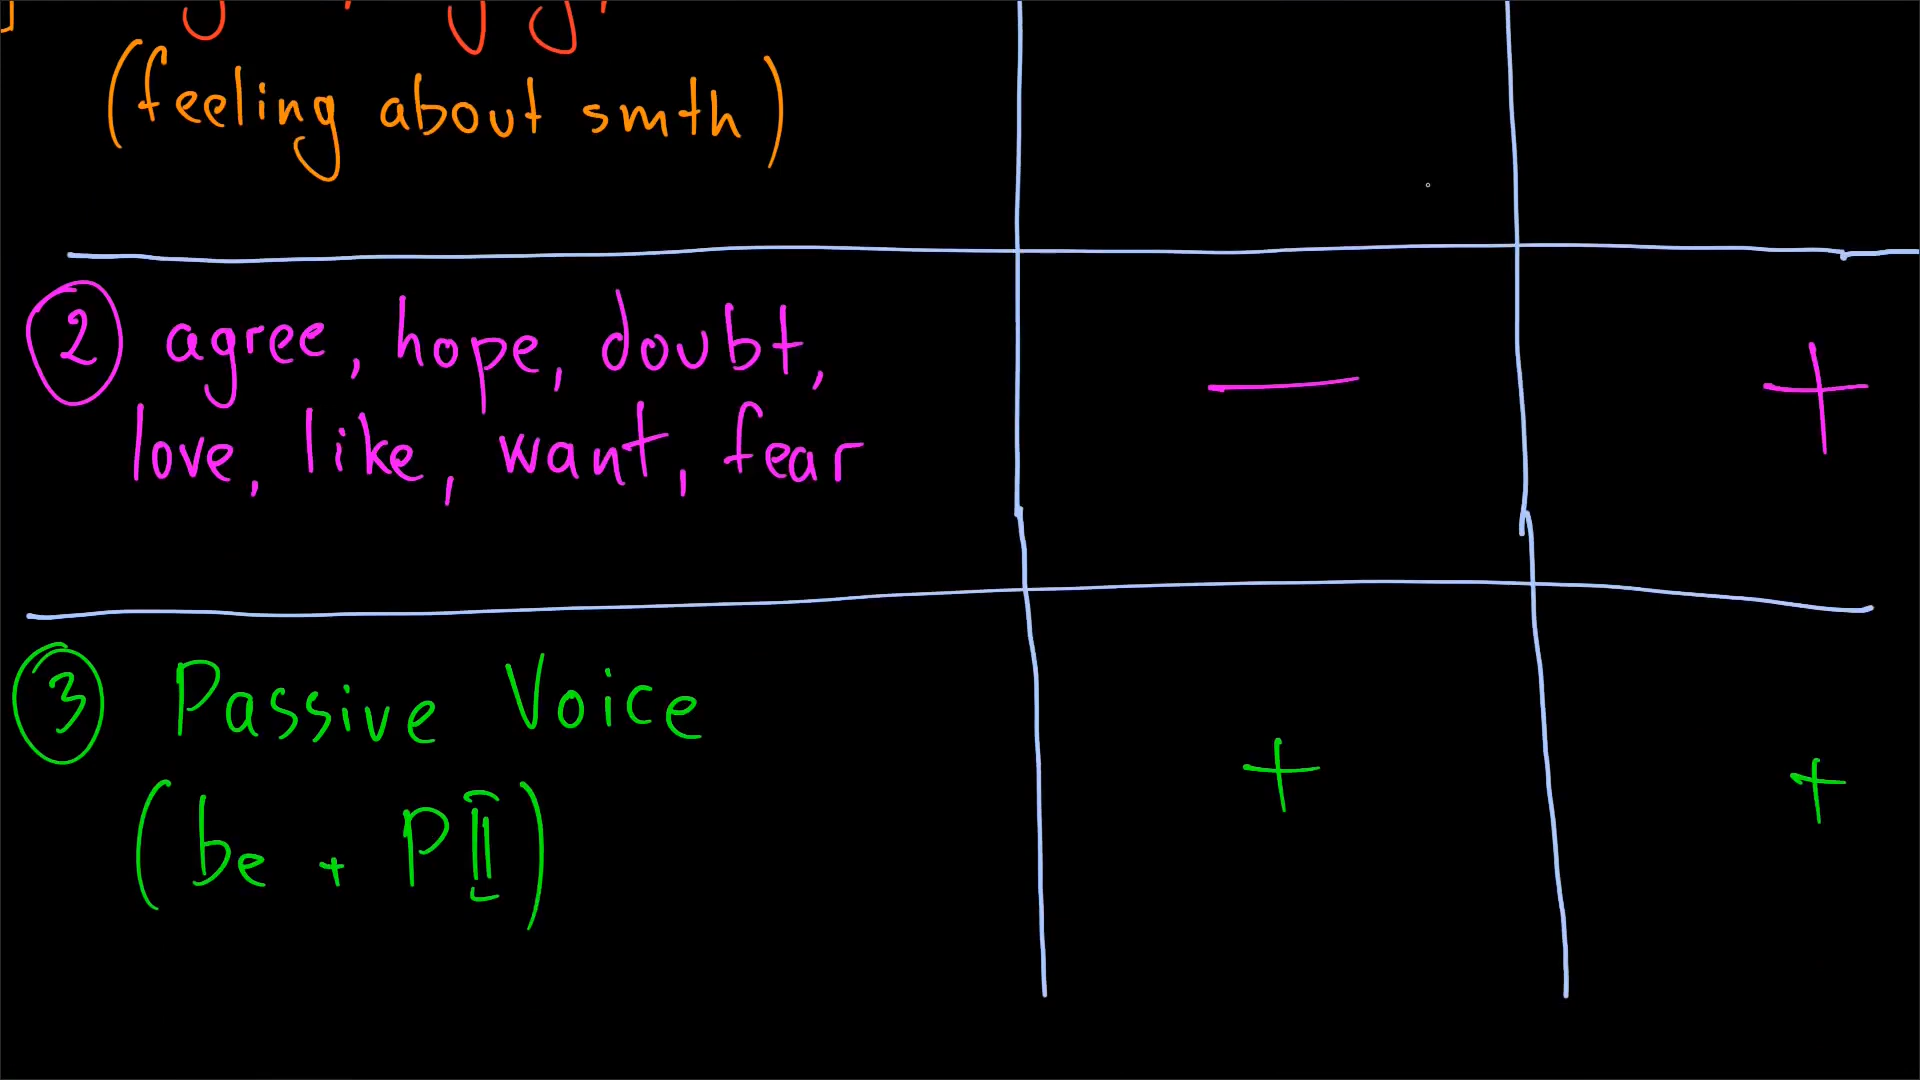 (feeling about smth)
② agree, hope, doubt, —  +
love, like, want, fear
③ Passive Voice
+ +
(be + PII)